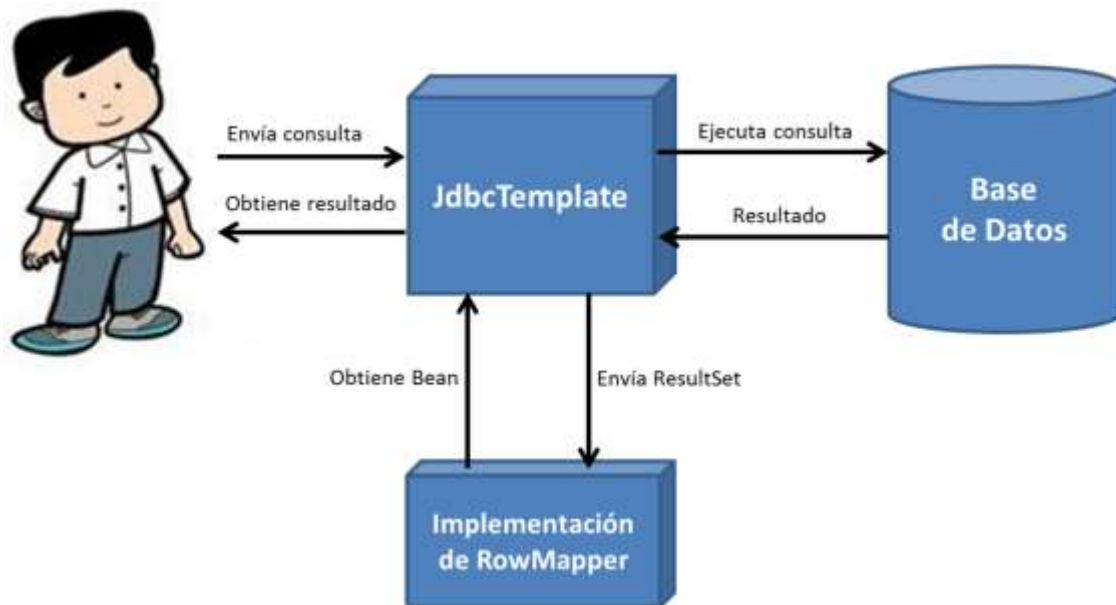 Envía consulta
Obtiene resultado
JdbcTemplate
Ejecuta consulta
Resultado
Base
de Datos
Obtiene Bean
Envía ResultSet
Implementación
de RowMapper